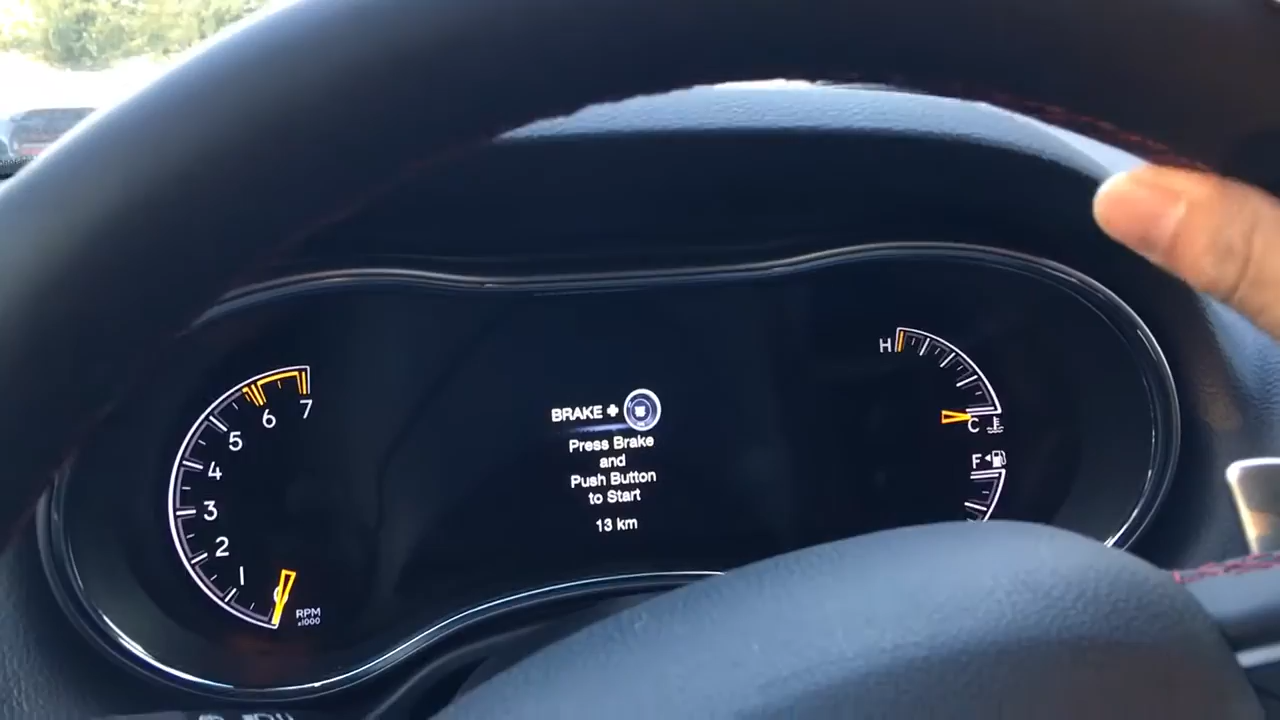 7
6
5
4
3
2
1
RPM
x1000
BRAKE +
Press Brake
and
Push Button
to Start
13 km
H
C
F